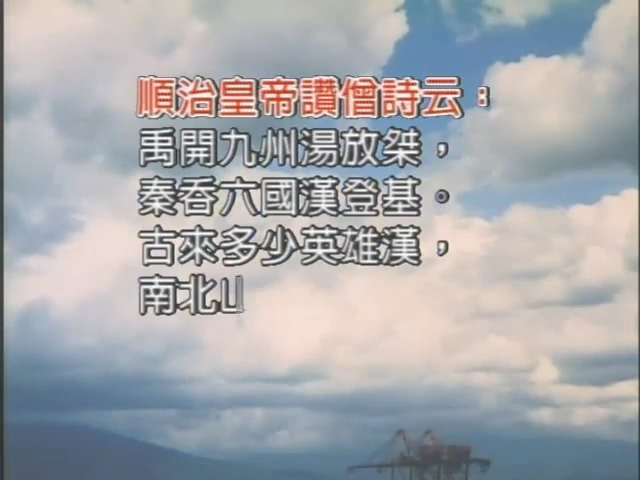 順治皇帝讚僧詩云：
禹開九州湯放桀，
秦吞六國漢登基。
古來多少英雄漢，
南北